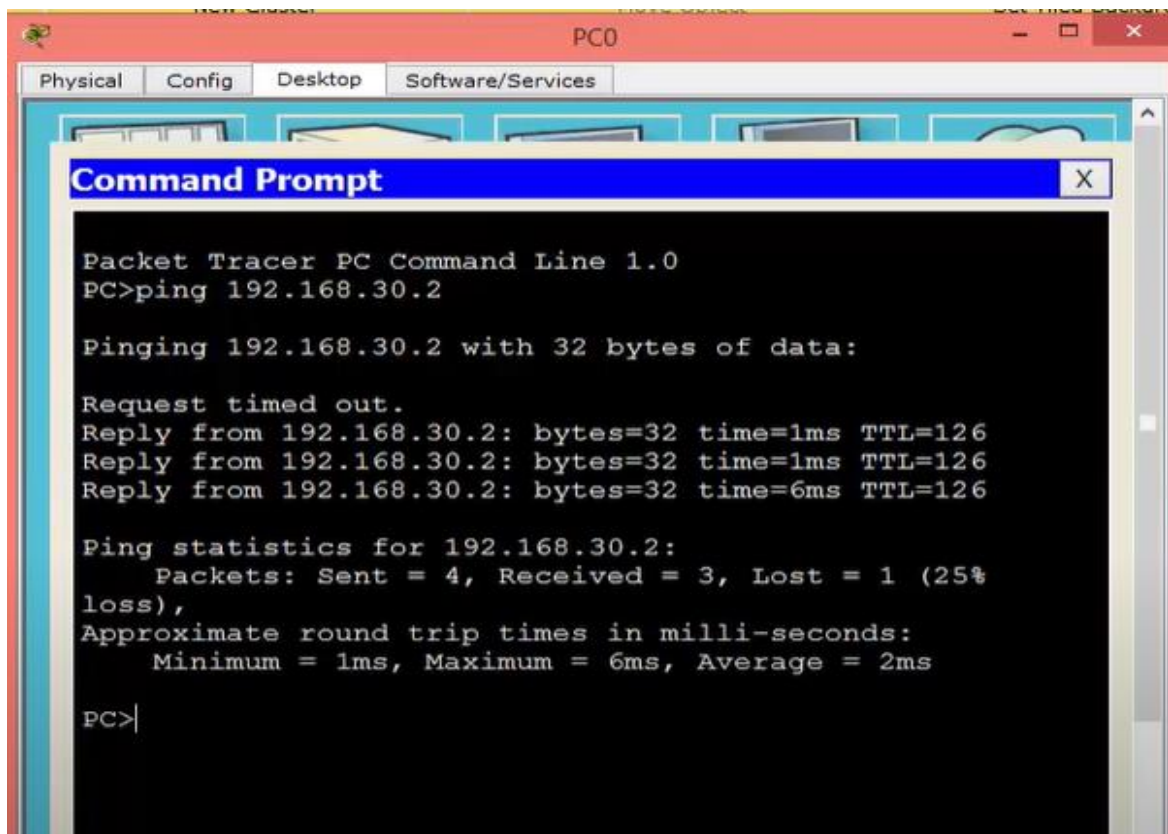 PC0
Physical Config Desktop Software/Services
Command Prompt X
Packet Tracer PC Command Line 1.0
PC>ping 192.168.30.2
Pinging 192.168.30.2 with 32 bytes of data:
Request timed out.
Reply from 192.168.30.2: bytes=32 time=1ms TTL=126
Reply from 192.168.30.2: bytes=32 time=1ms TTL=126
Reply from 192.168.30.2: bytes=32 time=6ms TTL=126
Ping statistics for 192.168.30.2:
Packets: Sent = 4, Received = 3, Lost = 1 (25%
loss),
Approximate round trip times in milli-seconds:
Minimum = 1ms, Maximum = 6ms, Average = 2ms
PC>